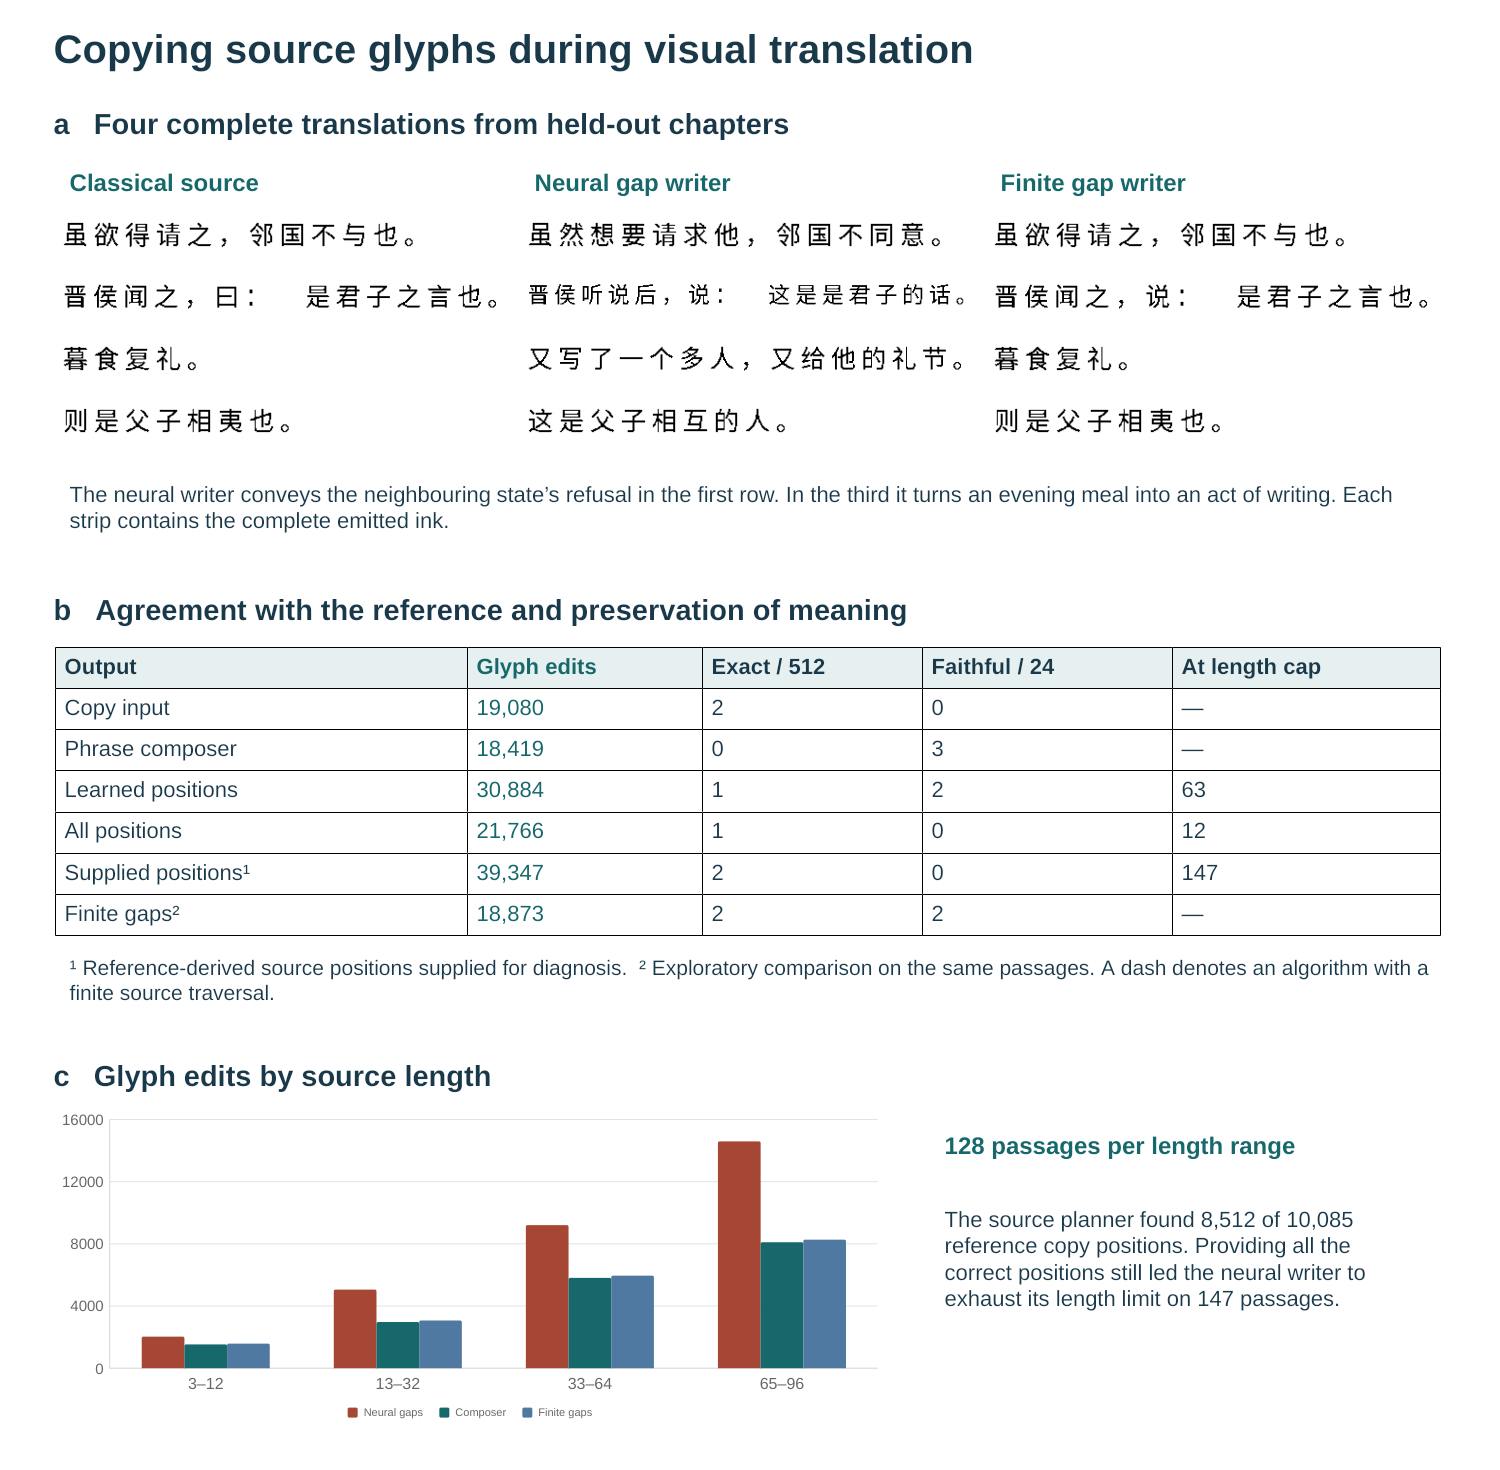 Copying source glyphs during visual translation
a Four complete translations from held-out chapters
Classical source Neural gap writer Finite gap writer
虽欲得请之，邻国不与也。 虽然想要请求他，邻国不同意。 虽欲得请之，邻国不与也。
晋侯闻之，曰： 是君子之言也。 晋侯听说后，说： 这是是君子的话。 晋侯闻之，说： 是君子之言也。
暮食复礼。 又写了一个多人，又给他的礼节。 暮食复礼。
则是父子相夷也。 这是父子相互的人。 则是父子相夷也。
The neural writer conveys the neighbouring state’s refusal in the first row. In the third it turns an evening meal into an act of writing. Each
strip contains the complete emitted ink.
b Agreement with the reference and preservation of meaning
Output Glyph edits Exact / 512 Faithful / 24 At length cap
Copy input 19,080 2 0 —
Phrase composer 18,419 0 3 —
Learned positions 30,884 1 2 63
All positions 21,766 1 0 12
Supplied positions¹ 39,347 2 0 147
Finite gaps² 18,873 2 2 —
¹ Reference-derived source positions supplied for diagnosis. ² Exploratory comparison on the same passages. A dash denotes an algorithm with a
finite source traversal.
c Glyph edits by source length
16000
12000
8000
4000
0
3–12 13–32 33–64 65–96
Neural gaps Composer Finite gaps
128 passages per length range
The source planner found 8,512 of 10,085
reference copy positions. Providing all the
correct positions still led the neural writer to
exhaust its length limit on 147 passages.